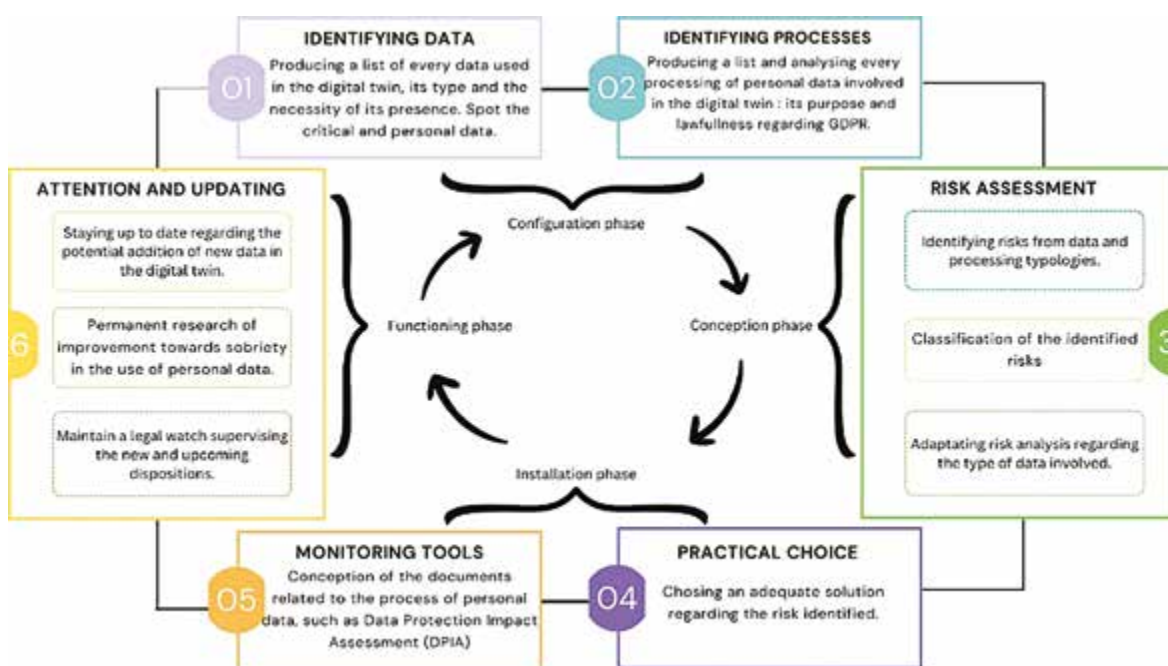 IDENTIFYING DATA
01
Producing a list of every data used
in the digital twin, its type and the
necessity of its presence. Spot the
critical and personal data.
IDENTIFYING PROCESSES
02
Producing a list and analysing every
processing of personal data involved
in the digital twin : its purpose and
lawfullness regarding GDPR.
RISK ASSESSMENT
3
Identifying risks from data and
processing typologies.
Classification of the identified
risks
Adaptating risk analysis regarding
the type of data involved.
PRACTICAL CHOICE
04
Chosing an adequate solution
regarding the risk identified.
MONITORING TOOLS
05
Conception of the documents
related to the process of personal
data, such as Data Protection Impact
Assessment (DPIA)
ATTENTION AND UPDATING
6
Staying up to date regarding the
potential addition of new data in
the digital twin.
Permanent research of
improvement towards sobriety
in the use of personal data.
Maintain a legal watch supervising
the new and upcoming
dispositions.
Configuration phase
Conception phase
Installation phase
Functioning phase